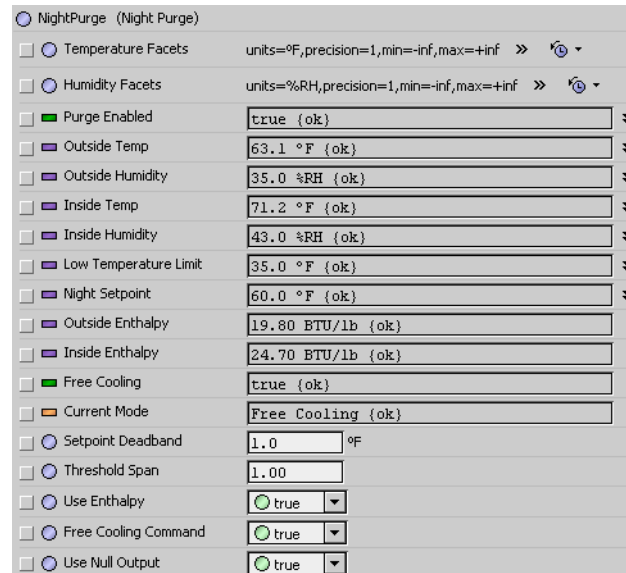 NightPurge (Night Purge)
Temperature Facets units=ºF,precision=1,min=-inf,max=+inf »
Humidity Facets units=%RH,precision=1,min=-inf,max=+inf »
Purge Enabled true {ok}
Outside Temp 63.1 °F {ok}
Outside Humidity 35.0 %RH {ok}
Inside Temp 71.2 °F {ok}
Inside Humidity 43.0 %RH {ok}
Low Temperature Limit 35.0 °F {ok}
Night Setpoint 60.0 °F {ok}
Outside Enthalpy 19.80 BTU/lb {ok}
Inside Enthalpy 24.70 BTU/lb {ok}
Free Cooling true {ok}
Current Mode Free Cooling {ok}
Setpoint Deadband 1.0 ºF
Threshold Span 1.00
Use Enthalpy true
Free Cooling Command true
Use Null Output true